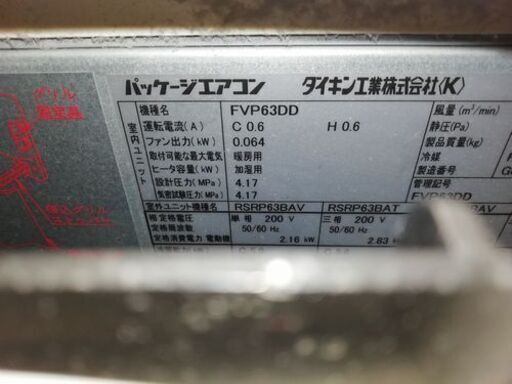 パッケージエアコン ダイキン工業株式会社〈K〉
グリル
室内ユニット
機種名 FVP63DD 風量 (m³/min)
運転電流(A) C 0.6 H 0.6 静圧(Pa)
ファン出力(kW) 0.064 製品質量(kg)
取付可能な最大電気 暖房用 冷媒
ヒータ容量(kW) 加湿用 製造番号
設計圧力(MPa) 4.17 管理記号
気密試験圧力(MPa) 4.17 FVP63DD
室外ユニット機種名 RSRP63BAV RSRP63BAT
相 定格電圧 単相 200 V 三相 200 V
定格周波数 50/60 Hz 50/60 Hz
定格消費電力 電動機 2.16 kW 2.83 kW